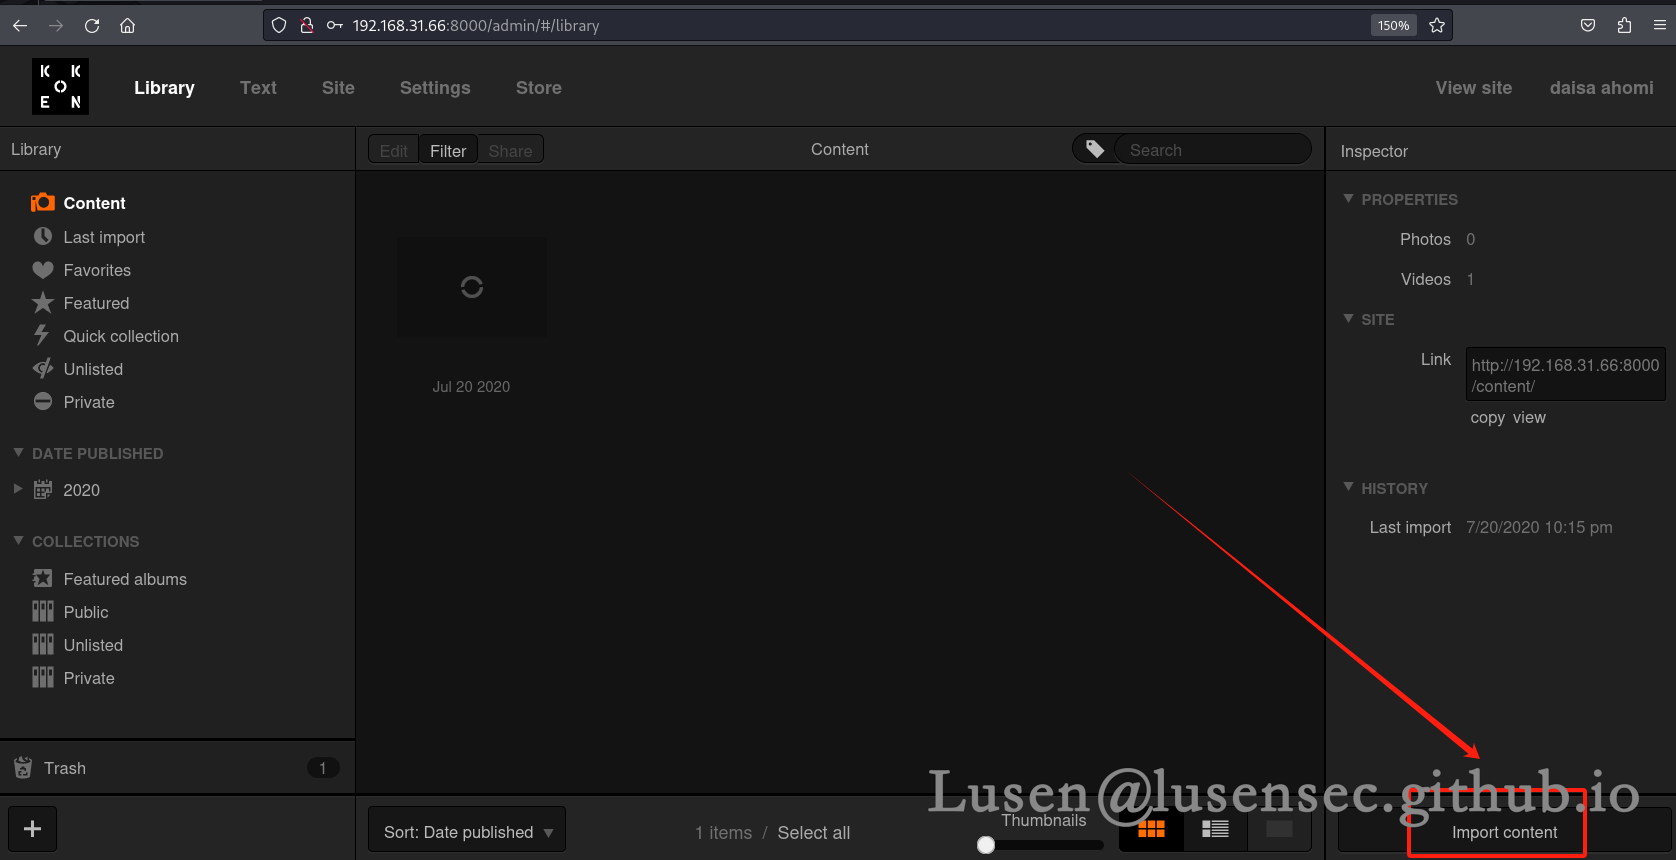 192.168.31.66:8000/admin/#/library
150%
K K
O
E N
Library
Text
Site
Settings
Store
View site
daisa ahomi
Library
Edit
Filter
Share
Content
Search
Inspector
Content
Last import
Favorites
Featured
Quick collection
Unlisted
Private
DATE PUBLISHED
2020
COLLECTIONS
Featured albums
Public
Unlisted
Private
Trash
1
Jul 20 2020
PROPERTIES
Photos 0
Videos 1
SITE
Link
http://192.168.31.66:8000
/content/
copy view
HISTORY
Last import 7/20/2020 10:15 pm
Lusen@lusensec.github.io
Sort: Date published
1 items / Select all
Thumbnails
Import content